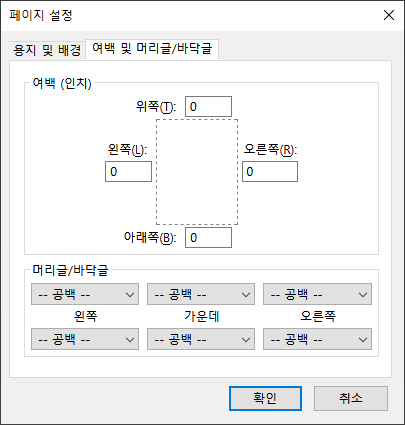 페이지 설정
용지 및 배경 여백 및 머리글/바닥글
여백 (인치)
위쪽(T): 0
왼쪽(L): 오른쪽(R):
0 0
아래쪽(B): 0
머리글/바닥글
-- 공백 -- -- 공백 -- -- 공백 --
왼쪽 가운데 오른쪽
-- 공백 -- -- 공백 -- -- 공백 --
확인 취소